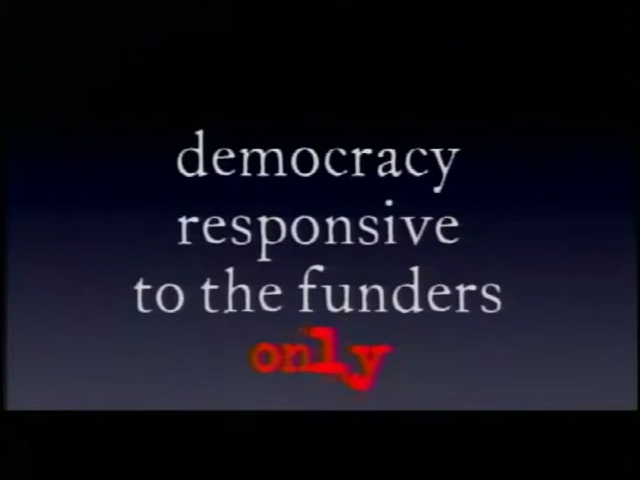 democracy
responsive
to the funders
only